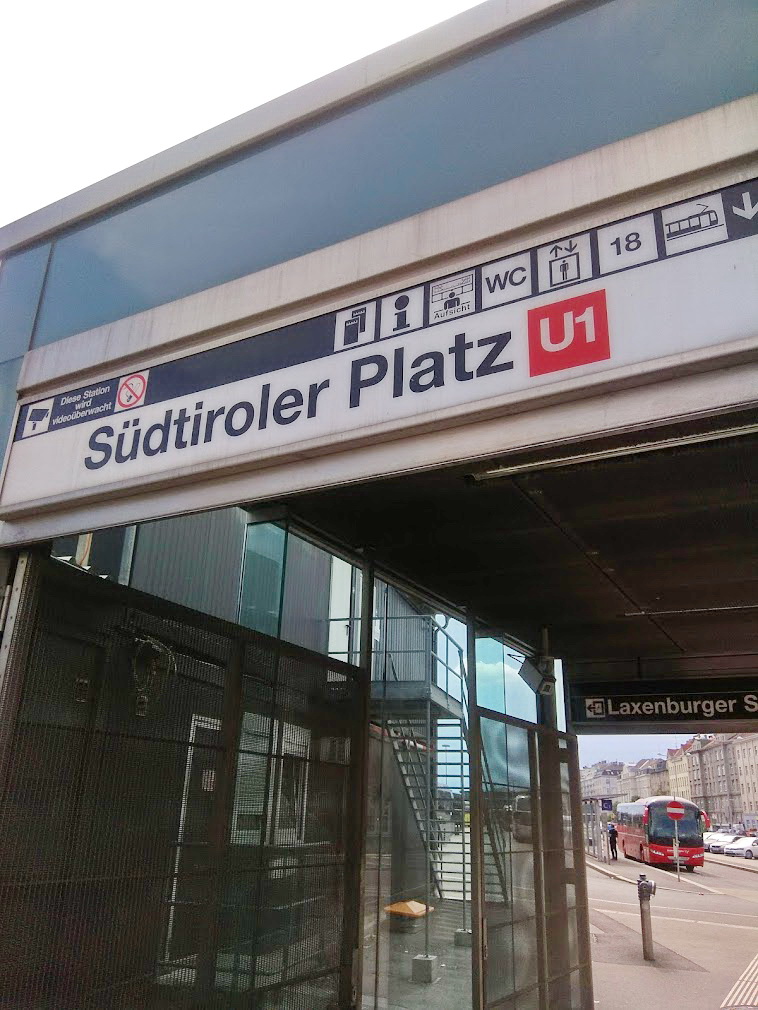 Diese Station
wird
videoüberwacht
Aufsicht
WC
18
Südtiroler Platz U1
Laxenburger S